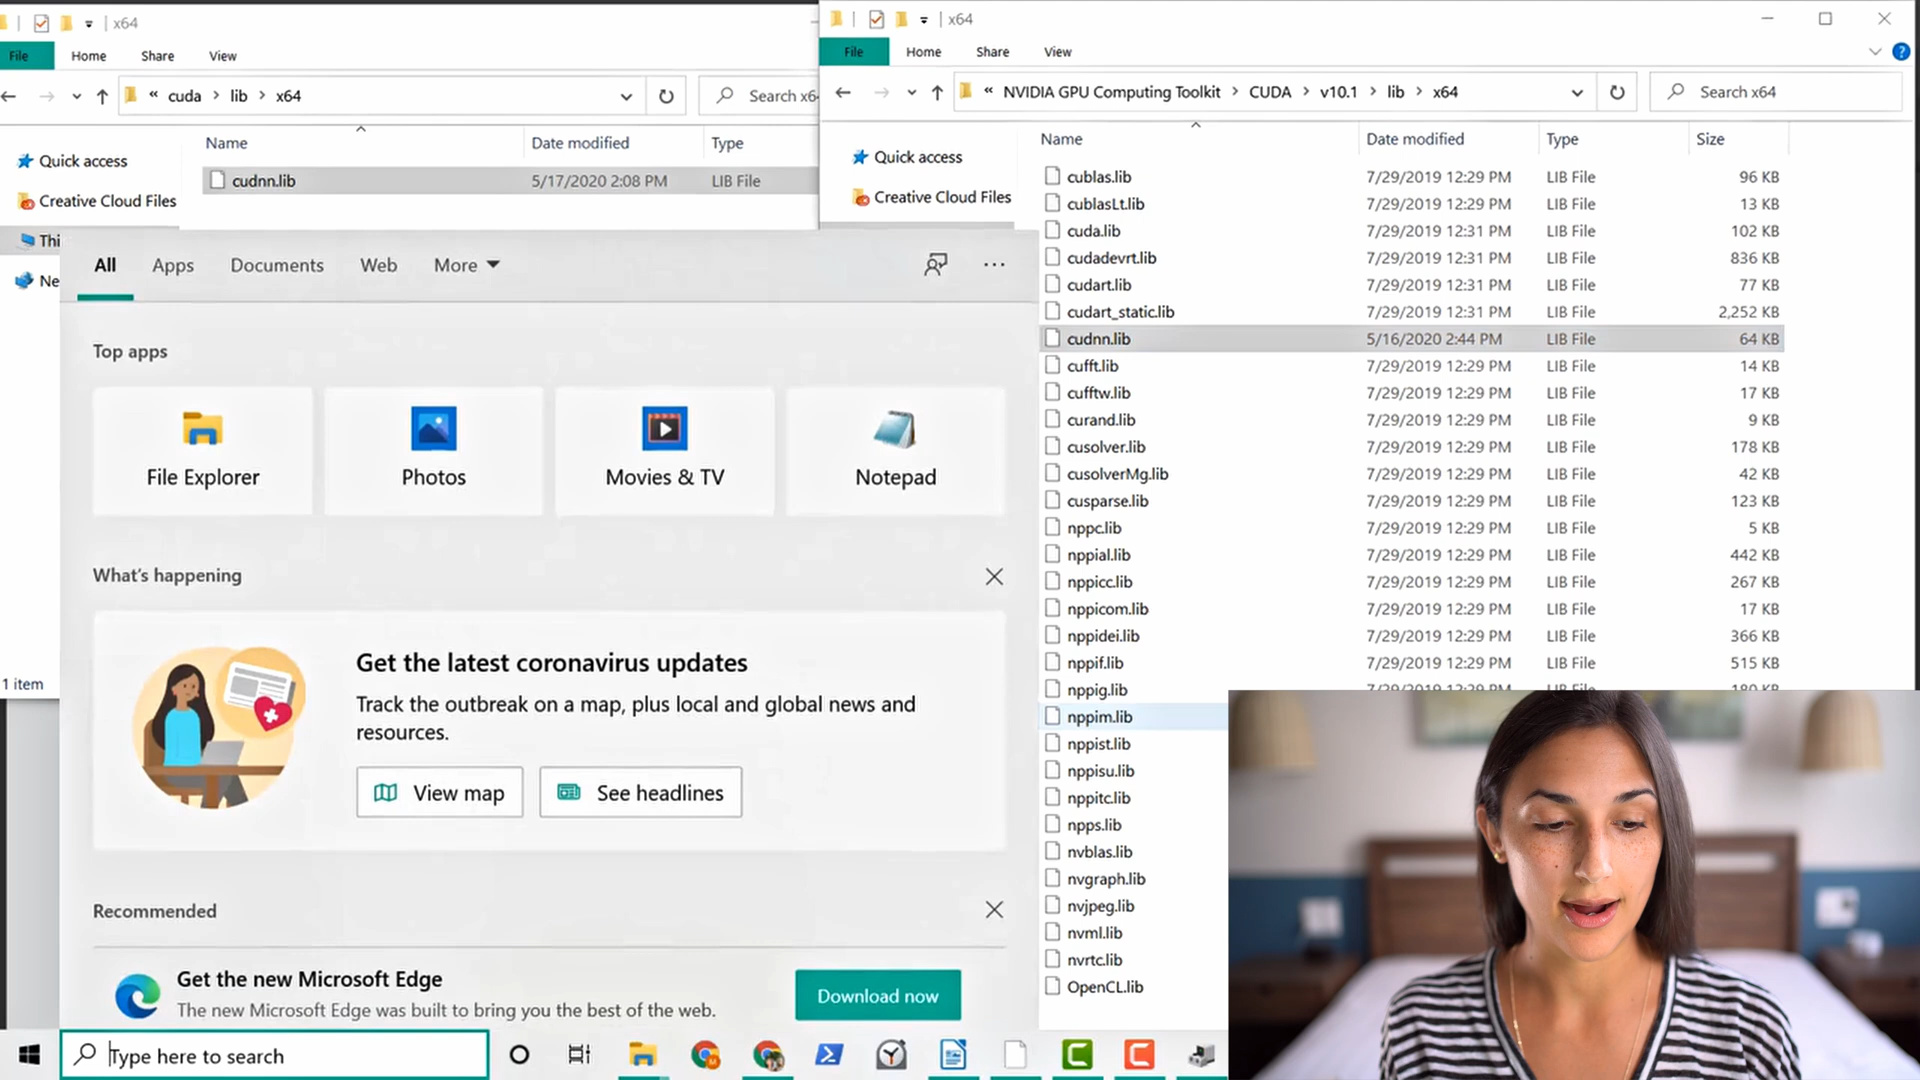 x64
File Home Share View
« cuda › lib › x64
Search x6
Name Date modified Type
Quick access
cudnn.lib 5/17/2020 2:08 PM LIB File
Creative Cloud Files
Thi
Ne
1 item
x64
File Home Share View
« NVIDIA GPU Computing Toolkit › CUDA › v10.1 › lib › x64
Search x64
Name Date modified Type Size
Quick access
Creative Cloud Files
cublas.lib 7/29/2019 12:29 PM LIB File 96 KB
cublasLt.lib 7/29/2019 12:29 PM LIB File 13 KB
cuda.lib 7/29/2019 12:31 PM LIB File 102 KB
cudadevrt.lib 7/29/2019 12:31 PM LIB File 836 KB
cudart.lib 7/29/2019 12:31 PM LIB File 77 KB
cudart_static.lib 7/29/2019 12:31 PM LIB File 2,252 KB
cudnn.lib 5/16/2020 2:44 PM LIB File 64 KB
cufft.lib 7/29/2019 12:29 PM LIB File 14 KB
cufftw.lib 7/29/2019 12:29 PM LIB File 17 KB
curand.lib 7/29/2019 12:29 PM LIB File 9 KB
cusolver.lib 7/29/2019 12:29 PM LIB File 178 KB
cusolverMg.lib 7/29/2019 12:29 PM LIB File 42 KB
cusparse.lib 7/29/2019 12:29 PM LIB File 123 KB
nppc.lib 7/29/2019 12:29 PM LIB File 5 KB
nppial.lib 7/29/2019 12:29 PM LIB File 442 KB
nppicc.lib 7/29/2019 12:29 PM LIB File 267 KB
nppicom.lib 7/29/2019 12:29 PM LIB File 17 KB
nppidei.lib 7/29/2019 12:29 PM LIB File 366 KB
nppif.lib 7/29/2019 12:29 PM LIB File 515 KB
nppig.lib 7/29/2019 12:29 PM LIB File 180 KB
nppim.lib
nppist.lib
nppisu.lib
nppitc.lib
npps.lib
nvblas.lib
nvgraph.lib
nvjpeg.lib
nvml.lib
nvrtc.lib
OpenCL.lib
All Apps Documents Web More
Top apps
File Explorer Photos Movies & TV Notepad
What's happening
Get the latest coronavirus updates
Track the outbreak on a map, plus local and global news and
resources.
View map See headlines
Recommended
Get the new Microsoft Edge
The new Microsoft Edge was built to bring you the best of the web.
Download now
Type here to search